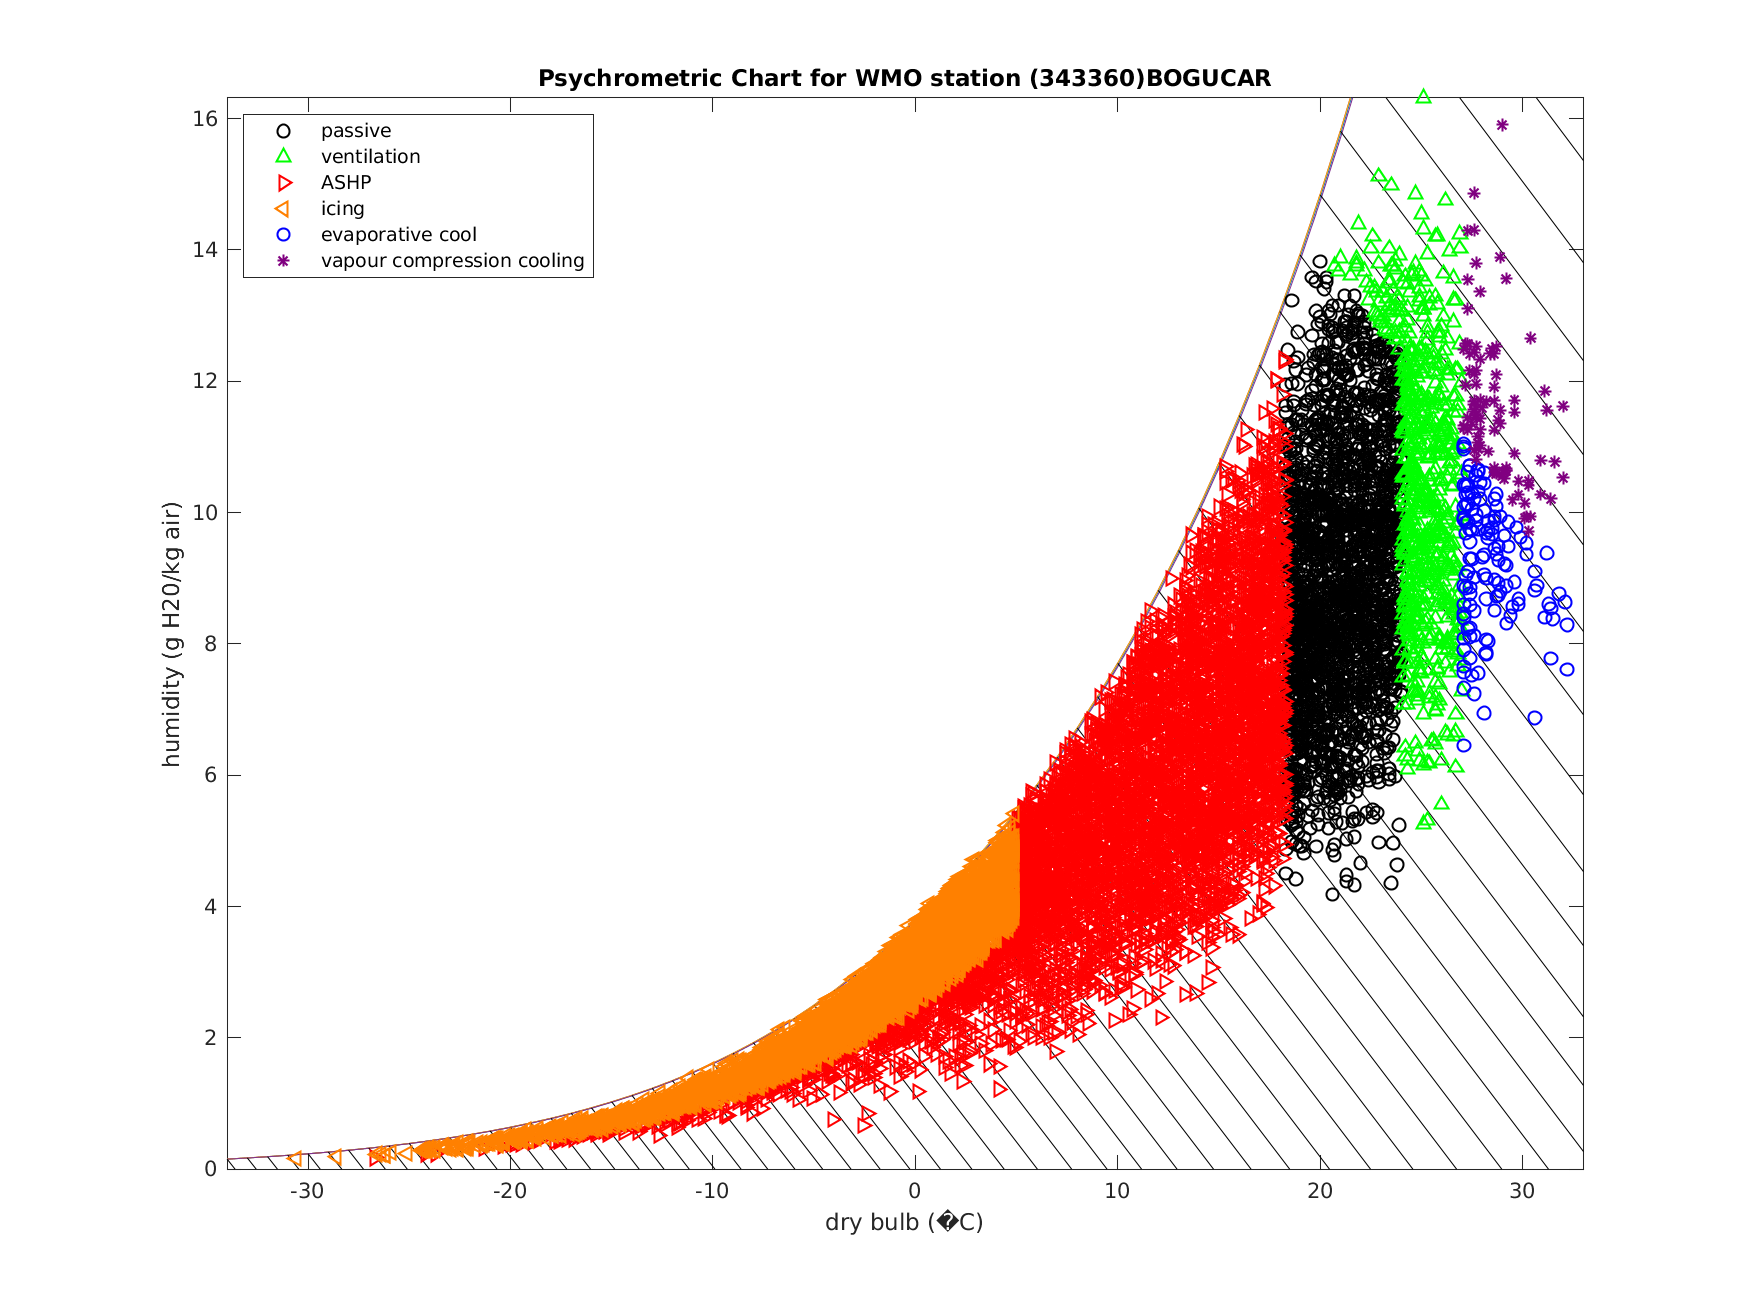 Psychrometric Chart for WMO station (343360)BOGUCAR
passive
ventilation
ASHP
icing
evaporative cool
vapour compression cooling
16
14
12
10
8
6
4
2
0
humidity (g H20/kg air)
-30 -20 -10 0 10 20 30
dry bulb (�C)